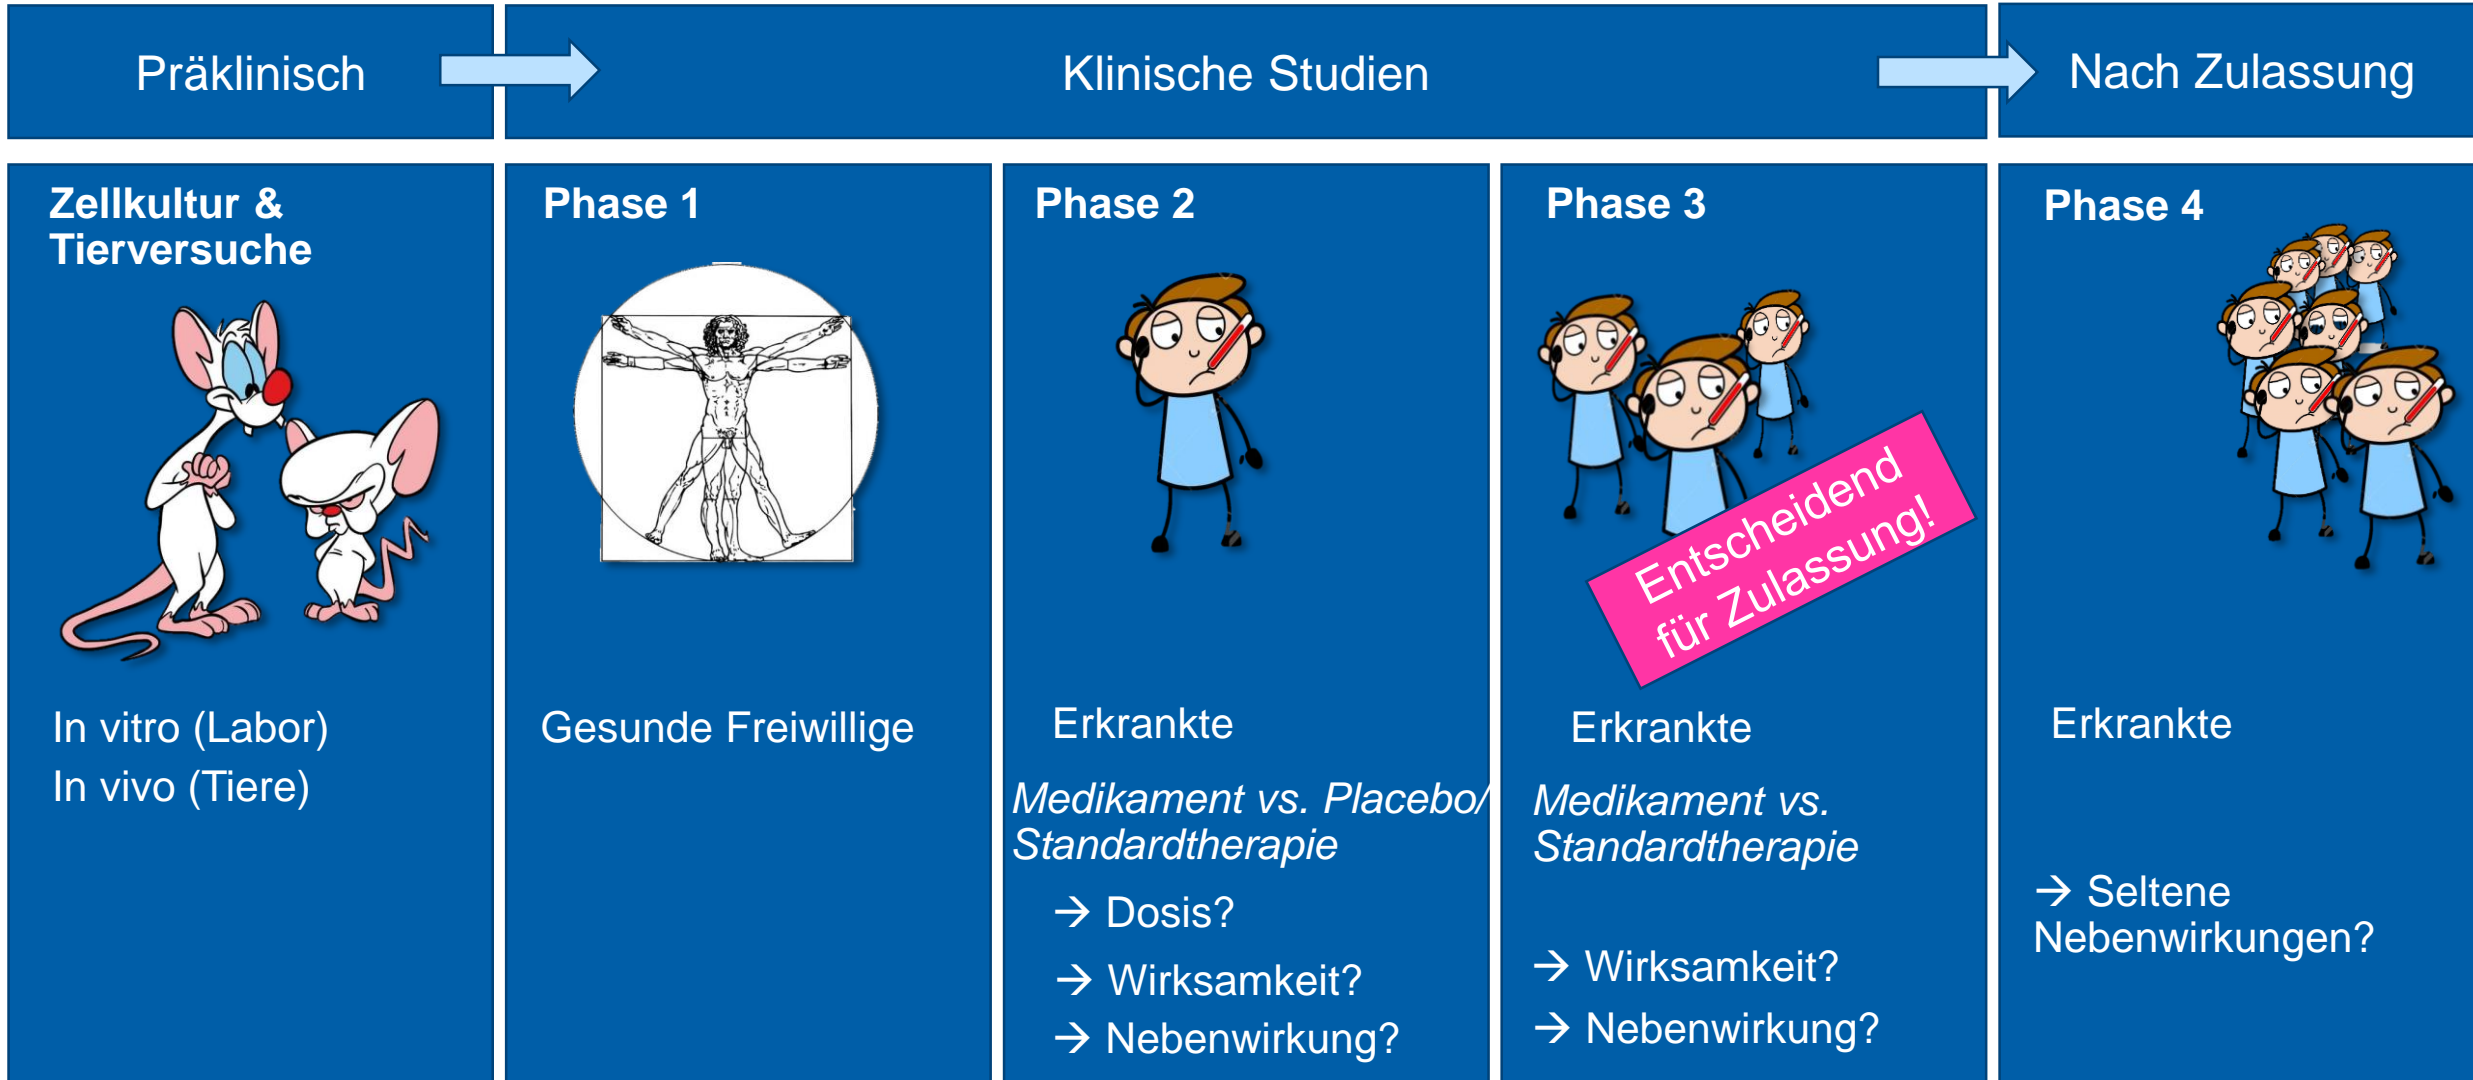 Präklinisch
Klinische Studien
Nach Zulassung
Zellkultur &
Tierversuche
In vitro (Labor)
In vivo (Tiere)
Phase 1
Gesunde Freiwillige
Phase 2
Erkrankte
Medikament vs. Placebo/
Standardtherapie
→ Dosis?
→ Wirksamkeit?
→ Nebenwirkung?
Phase 3
Entscheidend
für Zulassung!
Erkrankte
Medikament vs.
Standardtherapie
→ Wirksamkeit?
→ Nebenwirkung?
Phase 4
Erkrankte
→ Seltene
Nebenwirkungen?